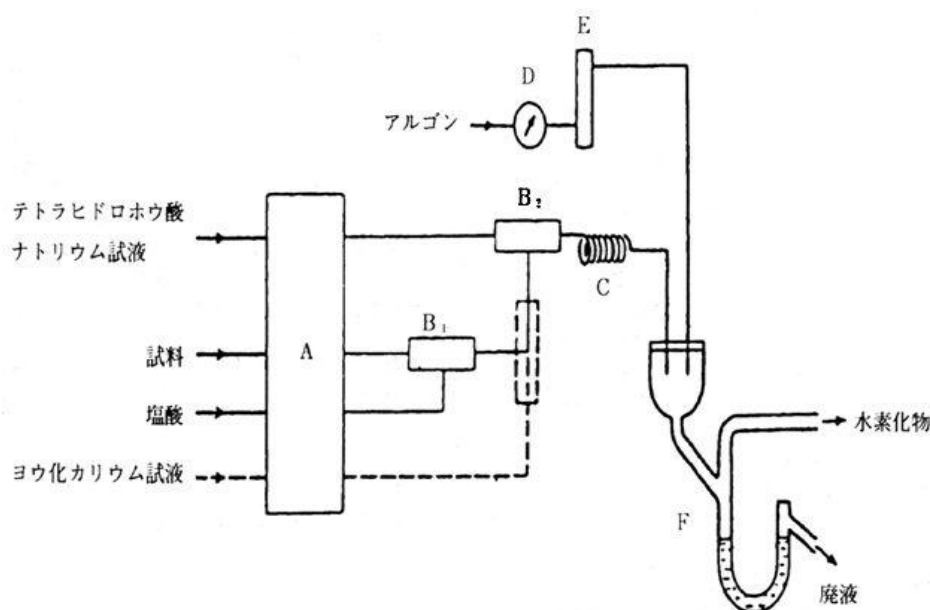 E
D
アルゴン
B₂
テトラヒドロホウ酸
ナトリウム試液
C
B₁
試料
A
塩酸
水素化物
ヨウ化カリウム試液
F
廃液